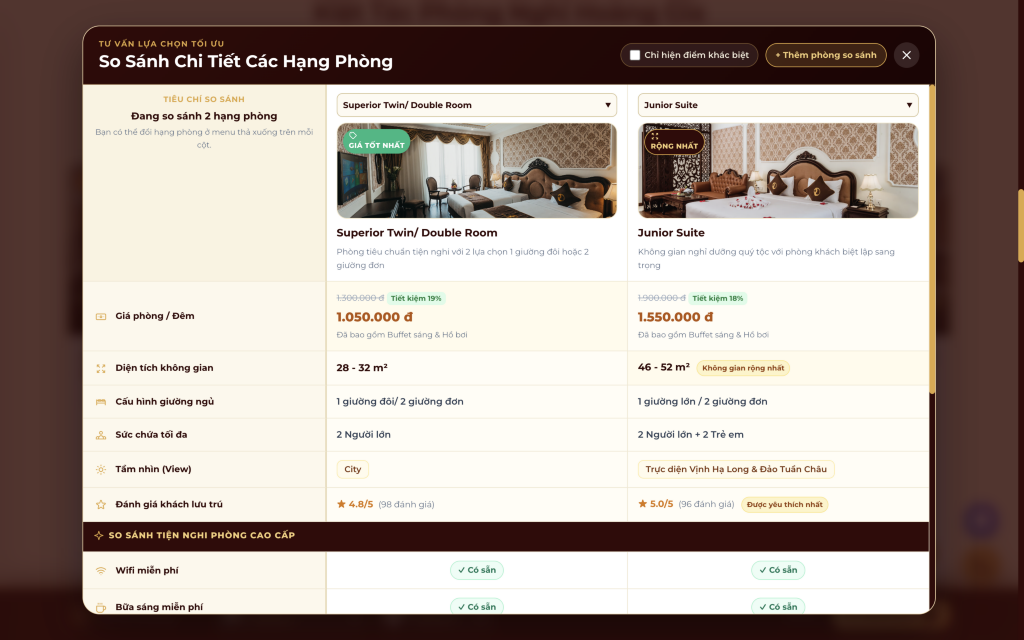 TƯ VẤN LỰA CHỌN TỐI ƯU
So Sánh Chi Tiết Các Hạng Phòng
Chỉ hiện điểm khác biệt
+ Thêm phòng so sánh
TIÊU CHÍ SO SÁNH
Đang so sánh 2 hạng phòng
Bạn có thể đổi hạng phòng ở menu thả xuống trên mỗi
cột.
Superior Twin/ Double Room
GIÁ TỐT NHẤT
Superior Twin/ Double Room
Phòng tiêu chuẩn tiện nghi với 2 lựa chọn 1 giường đôi hoặc 2
giường đơn
Junior Suite
RỘNG NHẤT
Junior Suite
Không gian nghỉ dưỡng quý tộc với phòng khách biệt lập sang
trọng
Giá phòng / Đêm
1.300.000 đ Tiết kiệm 19%
1.050.000 đ
Đã bao gồm Buffet sáng & Hồ bơi
1.900.000 đ Tiết kiệm 18%
1.550.000 đ
Đã bao gồm Buffet sáng & Hồ bơi
Diện tích không gian
28 - 32 m²
46 - 52 m² Không gian rộng nhất
Cấu hình giường ngủ
1 giường đôi/ 2 giường đơn
1 giường lớn / 2 giường đơn
Sức chứa tối đa
2 Người lớn
2 Người lớn + 2 Trẻ em
Tầm nhìn (View)
City
Trực diện Vịnh Hạ Long & Đảo Tuần Châu
Đánh giá khách lưu trú
★ 4.8/5 (98 đánh giá)
★ 5.0/5 (96 đánh giá) Được yêu thích nhất
SO SÁNH TIỆN NGHI PHÒNG CAO CẤP
Wifi miễn phí
✓ Có sẵn
✓ Có sẵn
Bữa sáng miễn phí
✓ Có sẵn
✓ Có sẵn